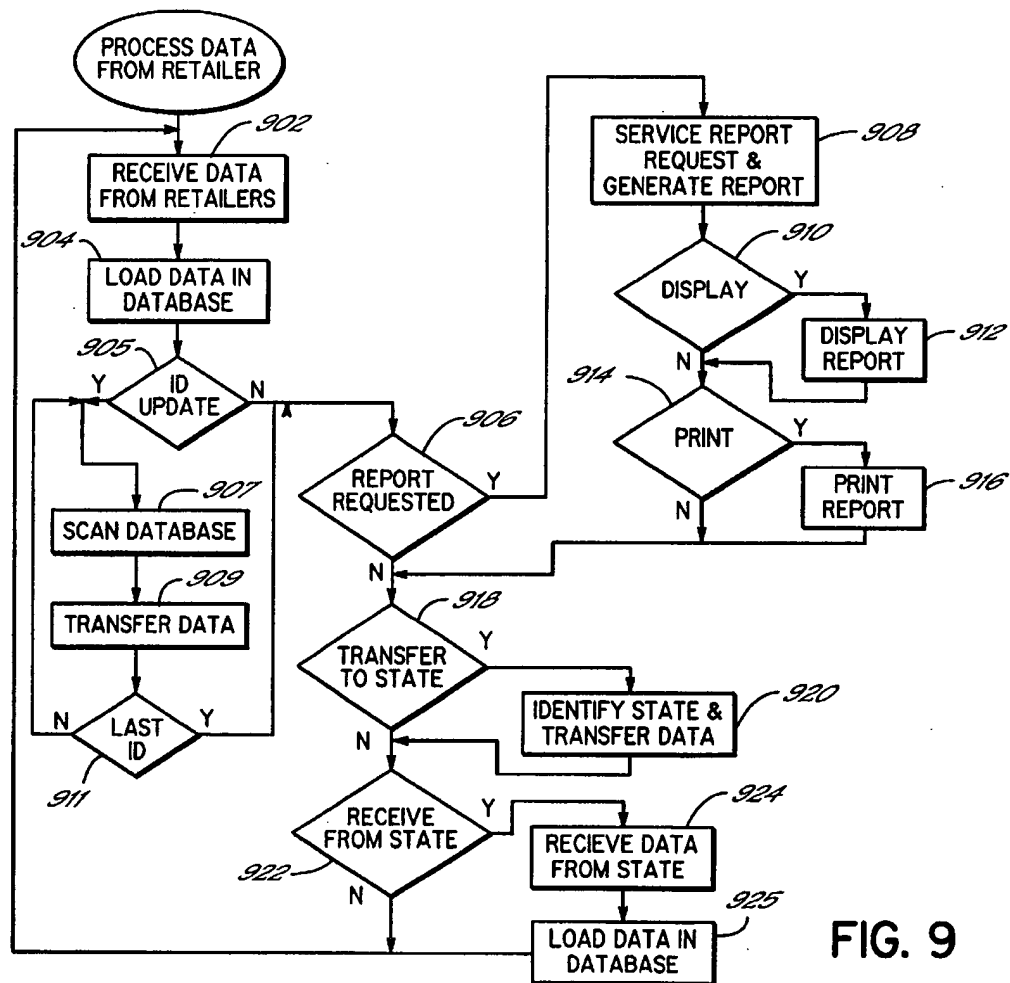 PROCESS DATA
FROM RETAILER
902
RECEIVE DATA
FROM RETAILERS
904
LOAD DATA IN
DATABASE
905
Y
ID
UPDATE
N
907
SCAN DATABASE
909
TRANSFER DATA
N
LAST
ID
Y
911
906
REPORT
REQUESTED
Y
N
908
SERVICE REPORT
REQUEST &
GENERATE REPORT
910
DISPLAY
Y
DISPLAY
REPORT
912
N
914
PRINT
Y
PRINT
REPORT
916
N
918
TRANSFER
TO STATE
Y
IDENTIFY STATE &
TRANSFER DATA
920
N
RECEIVE
FROM STATE
Y
922
N
924
RECIEVE DATA
FROM STATE
925
LOAD DATA IN
DATABASE
FIG. 9